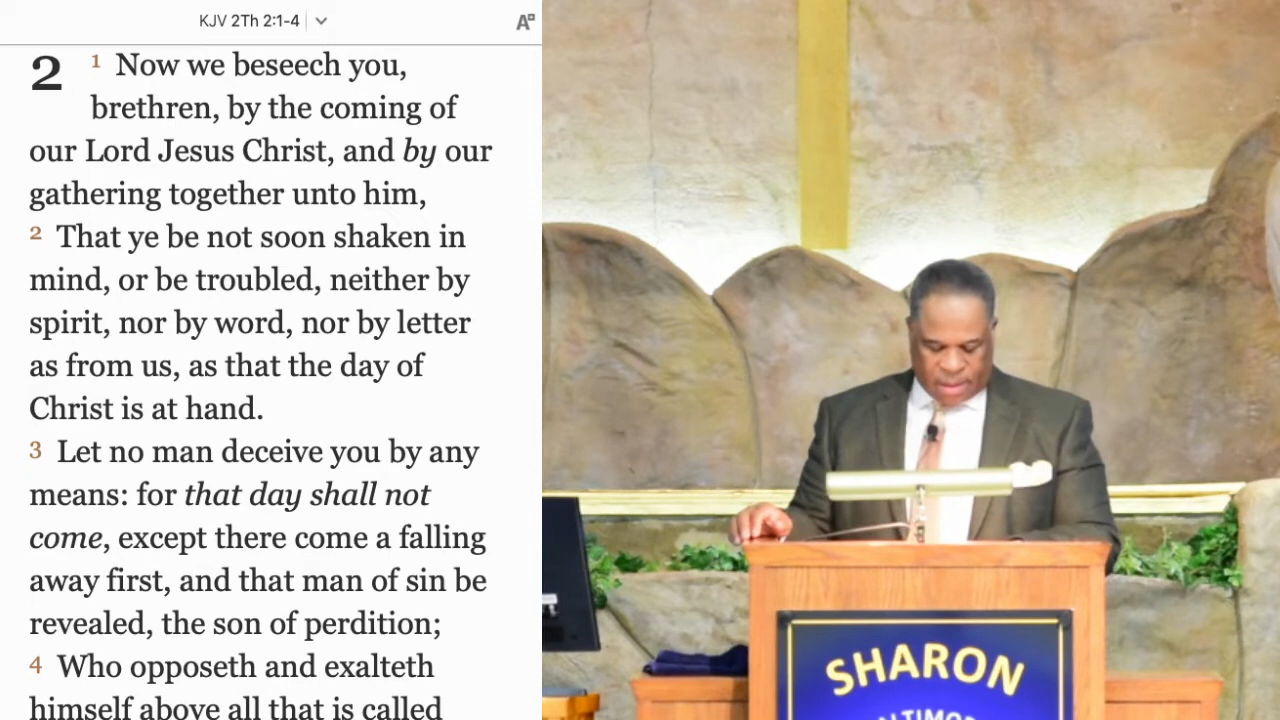 KJV 2Th 2:1-4
A
2 1 Now we beseech you,
brethren, by the coming of
our Lord Jesus Christ, and by our
gathering together unto him,
2 That ye be not soon shaken in
mind, or be troubled, neither by
spirit, nor by word, nor by letter
as from us, as that the day of
Christ is at hand.
3 Let no man deceive you by any
means: for that day shall not
come, except there come a falling
away first, and that man of sin be
revealed, the son of perdition;
4 Who opposeth and exalteth
himself above all that is called
SHARON